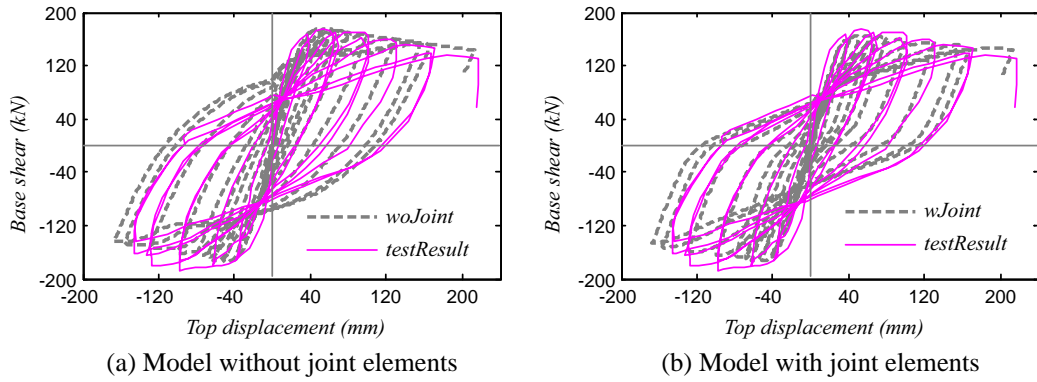 200
120
40
-40
-120
200
Base shear (kN)
woJoint
testResult
-200 -120 -40 40 120 200
Top displacement (mm)
(a) Model without joint elements
200
120
40
-40
-120
-200
Base shear (kN)
wJoint
testResult
-200 -120 -40 40 120 200
Top displacement (mm)
(b) Model with joint elements